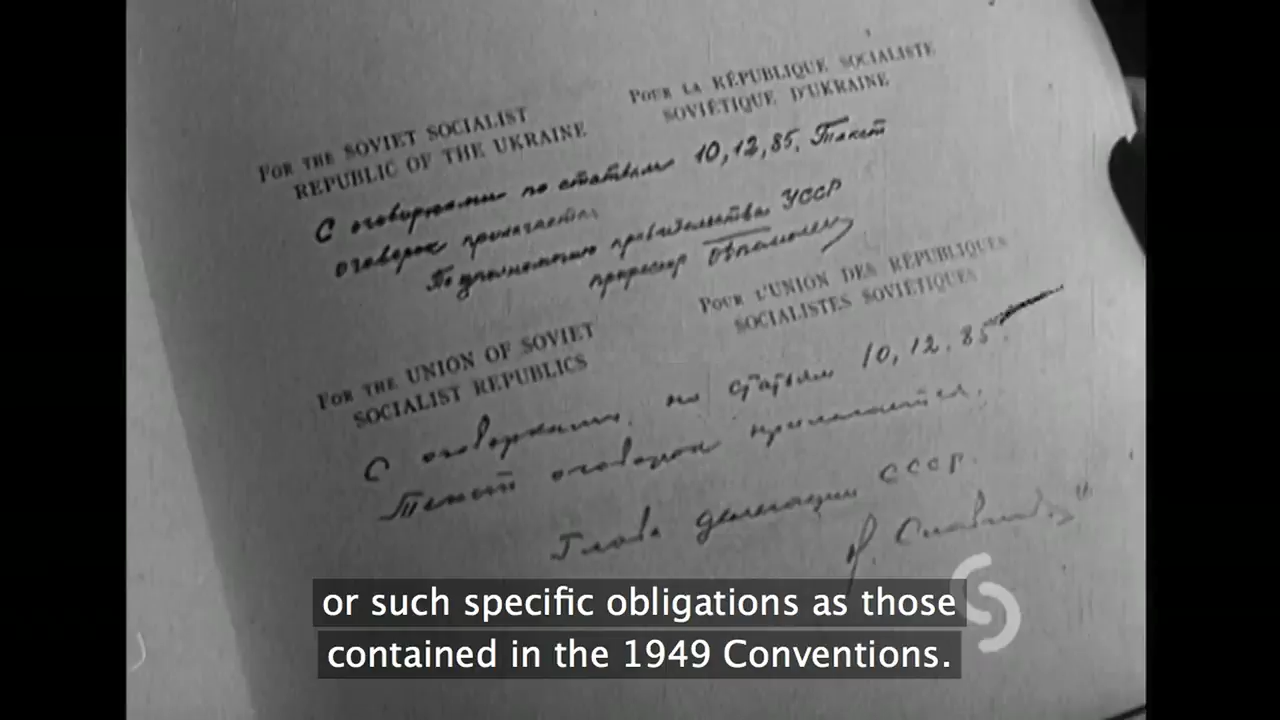 FOR THE SOVIET SOCIALIST
REPUBLIC OF THE UKRAINE
POUR LA RÉPUBLIQUE SOCIALISTE
SOVIÉTIQUE D'UKRAINE
С оговорками по статьям 10, 12, 85. Текст
оговорок прилагается
По уполномочию правительства УССР
профессор
FOR THE UNION OF SOVIET
SOCIALIST REPUBLICS
POUR L'UNION DES RÉPUBLIQUES
SOCIALISTES SOVIÉTIQUES
С оговорками по статьям 10, 12, 85.
Текст оговорок прилагается.
Глава делегации СССР.
or such specific obligations as those
contained in the 1949 Conventions.